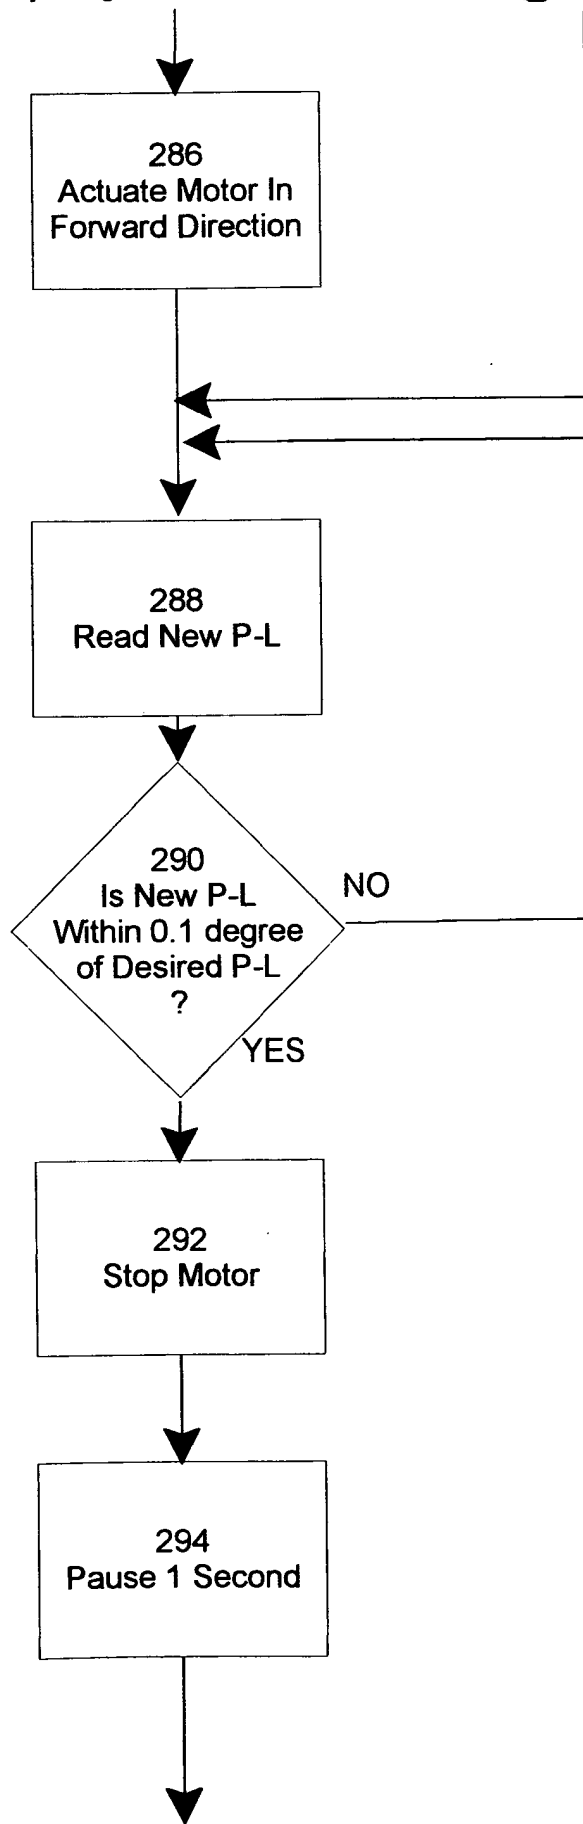 286
Actuate Motor In
Forward Direction
288
Read New P-L
290
Is New P-L
Within 0.1 degree
of Desired P-L
?
NO
YES
292
Stop Motor
294
Pause 1 Second